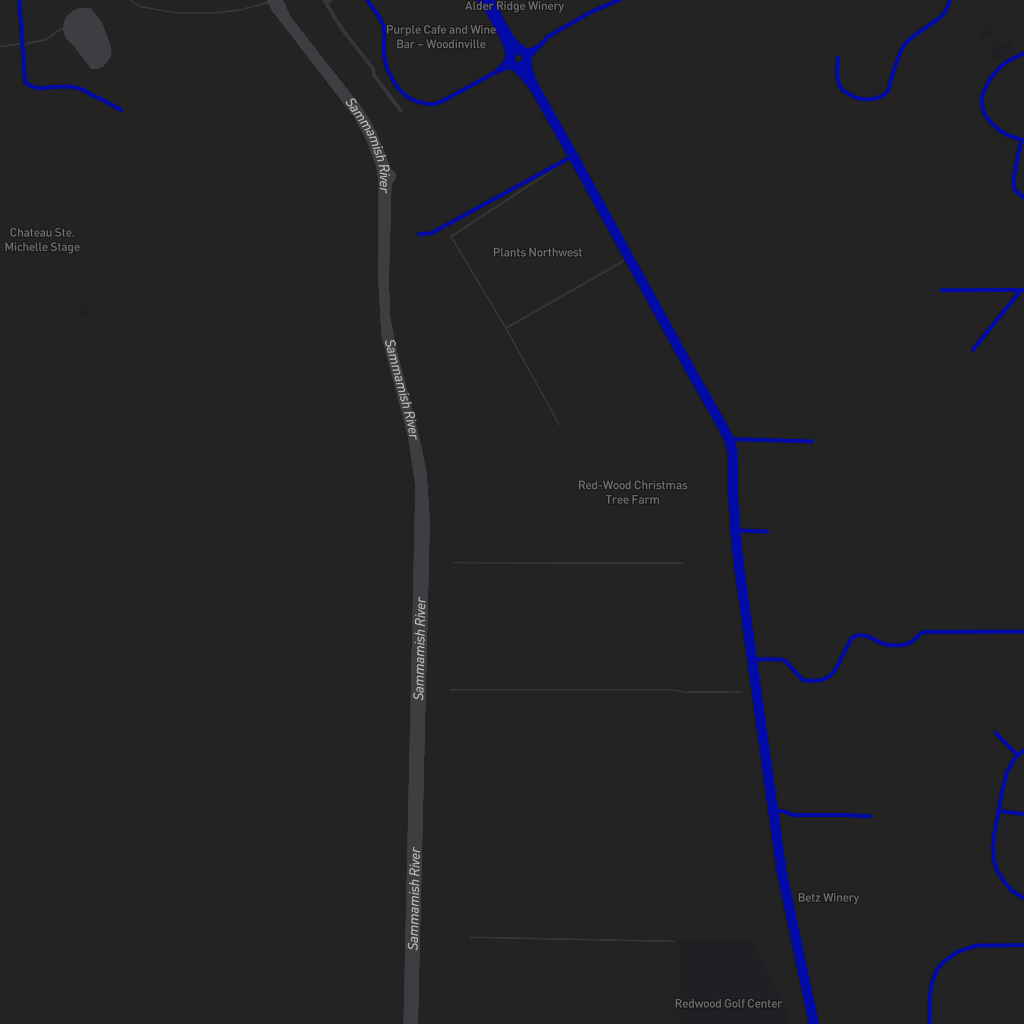 Alder Ridge Winery
Purple Cafe and Wine
Bar – Woodinville
Sammamish River
Chateau Ste.
Michelle Stage
Plants Northwest
Sammamish River
Red-Wood Christmas
Tree Farm
Sammamish River
Sammamish River
Betz Winery
Redwood Golf Center